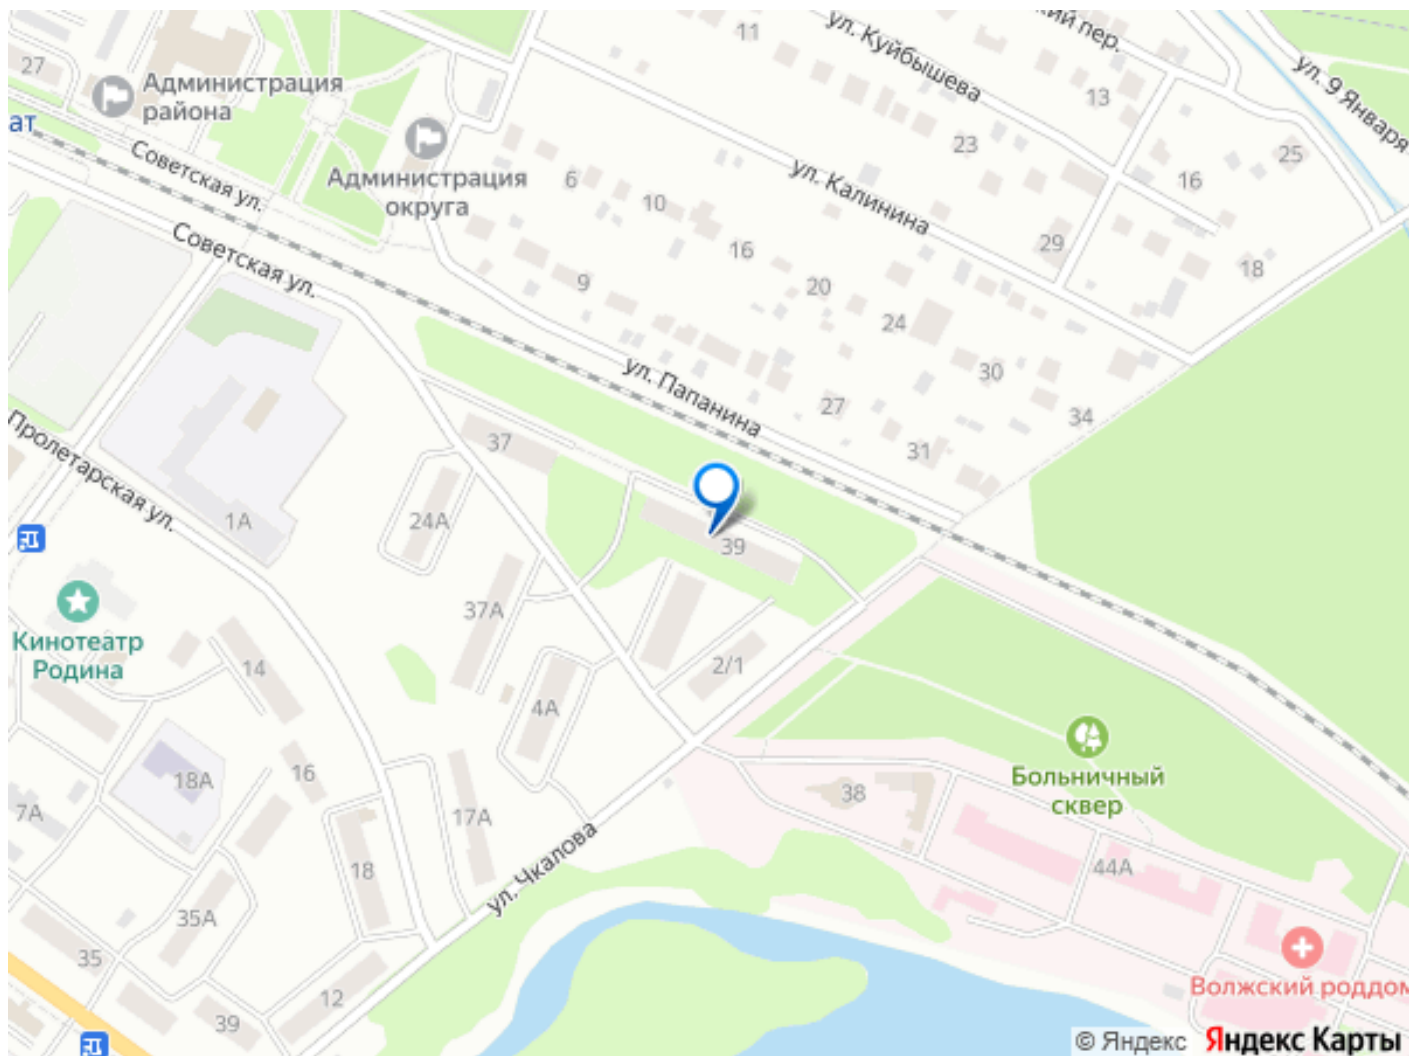 11
ул. Куйбышева
кий пер.
ул. 9 Января
27
Администрация
района
13
ат
Советская ул.
23
25
Администрация
округа
6
10
ул. Калинина
16
16
29
Советская ул.
18
9
20
24
ул. Папанина
30
27
34
31
Пролетарская ул.
37
1А
24А
39
37А
Кинотеатр
Родина
14
2/1
4А
18А
16
Больничный
сквер
38
7А
17А
ул. Чкалова
18
44А
35А
35
12
39
Волжский роддом
© Яндекс Яндекс Карты